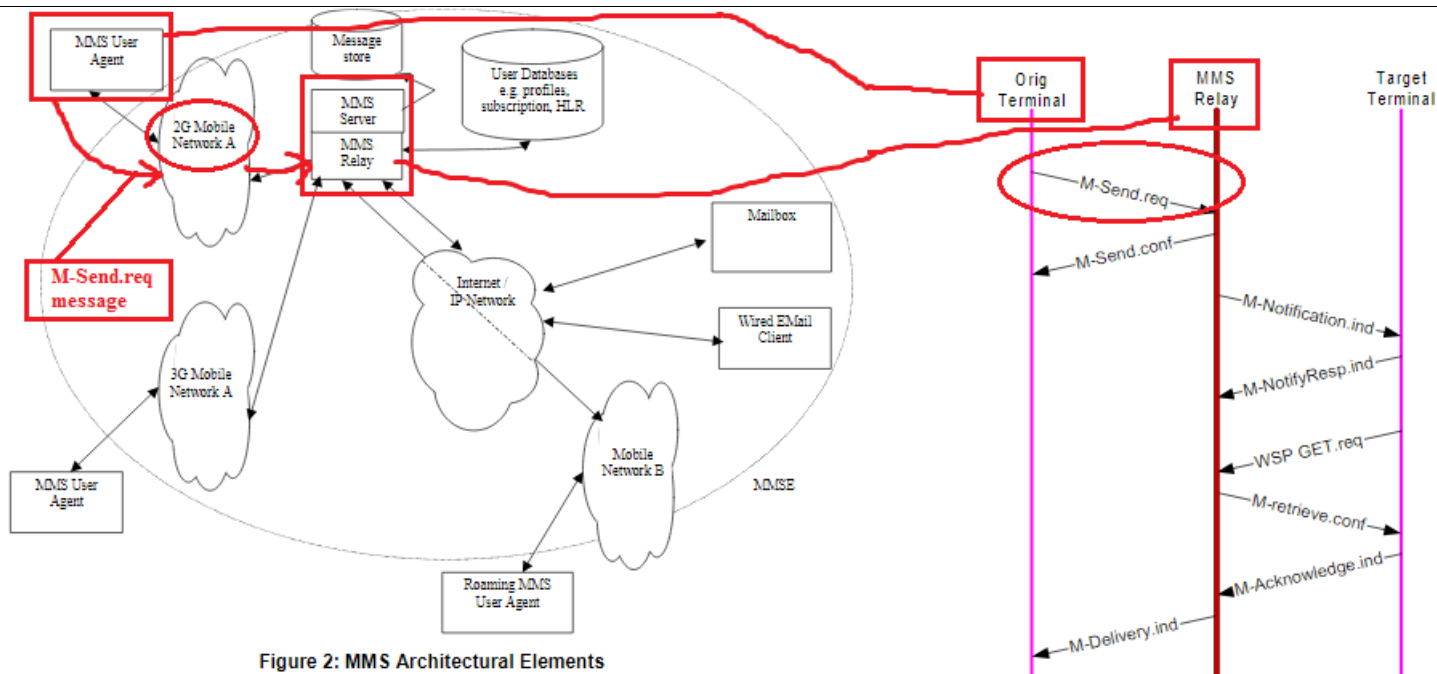 MMS User
Agent
Message
store
User Databases
e.g. profiles,
subscription, HLR
MMS
Server
MMS
Relay
2G Mobile
Network A
M-Send.req
message
Mailbox
Internet /
IP Network
Wired EMail
Client
3G Mobile
Network A
MMS User
Agent
Mobile
Network B
MMSE
Roaming MMS
User Agent
Figure 2: MMS Architectural Elements
Orig
Terminal
MMS
Relay
Target
Terminal
M-Send.req
M-Send.conf
M-Notification.ind
M-NotifyResp.ind
WSP GET.req
M-retrieve.conf
M-Acknowledge.ind
M-Delivery.ind